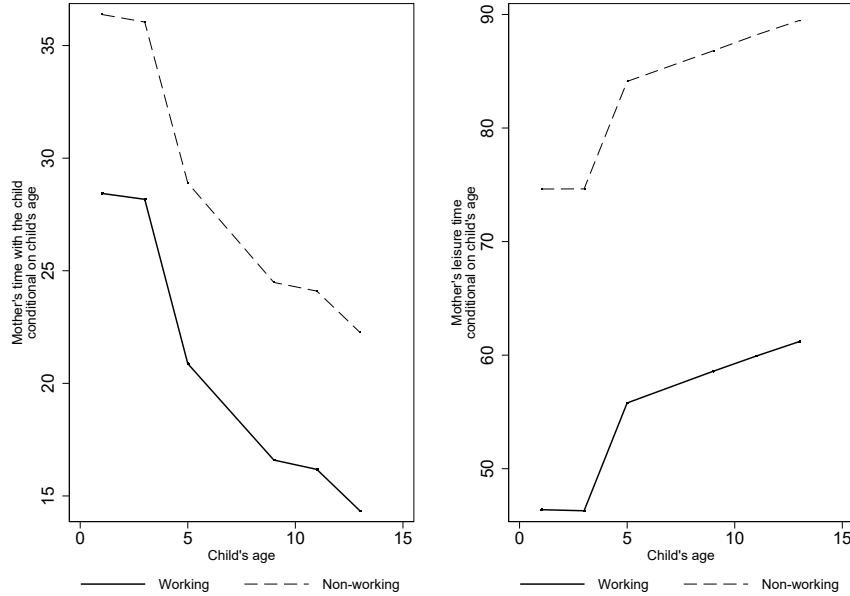 Mother's time with the child
conditional on child's age
35
30
25
20
15
0 5 10 15
Child's age
Working Non-working
Mother's leisure time
conditional on child's age
90
80
70
60
50
0 5 10 15
Child's age
Working Non-working